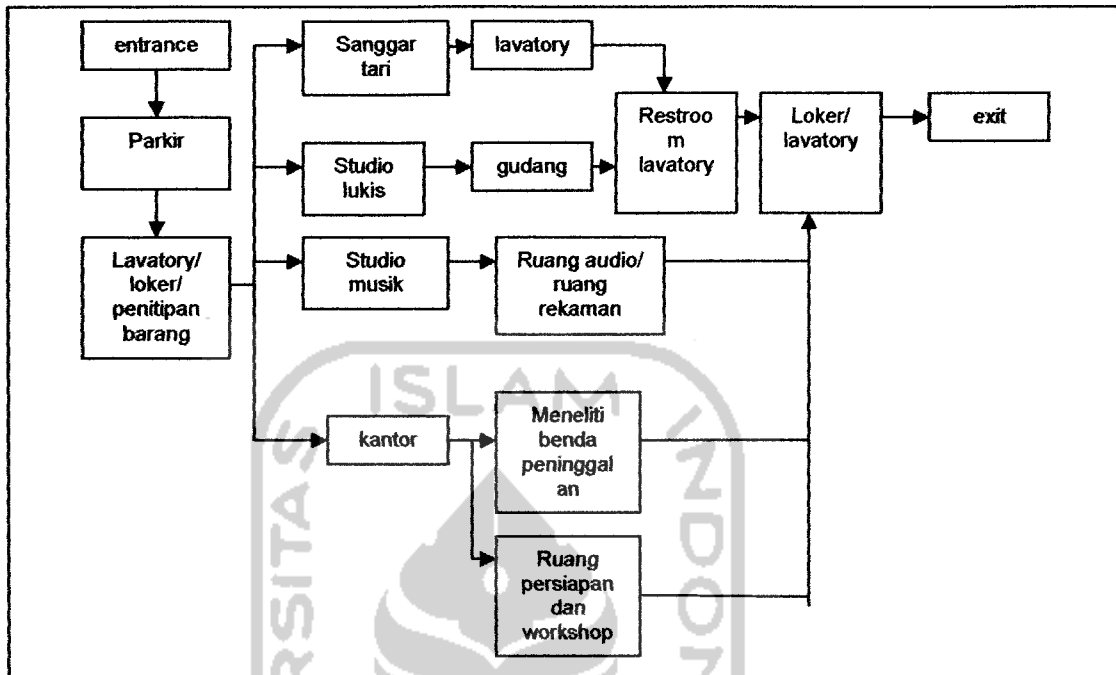 entrance
Parkir
Lavatory/
loker/
penitipan
barang
Sanggar
tari
lavatory
Studio
lukis
gudang
Restroo
m
lavatory
Loker/
lavatory
exit
Studio
musik
Ruang audio/
ruang
rekaman
kantor
Meneliti
benda
peninggal
an
Ruang
persiapan
dan
workshop
ISLAM